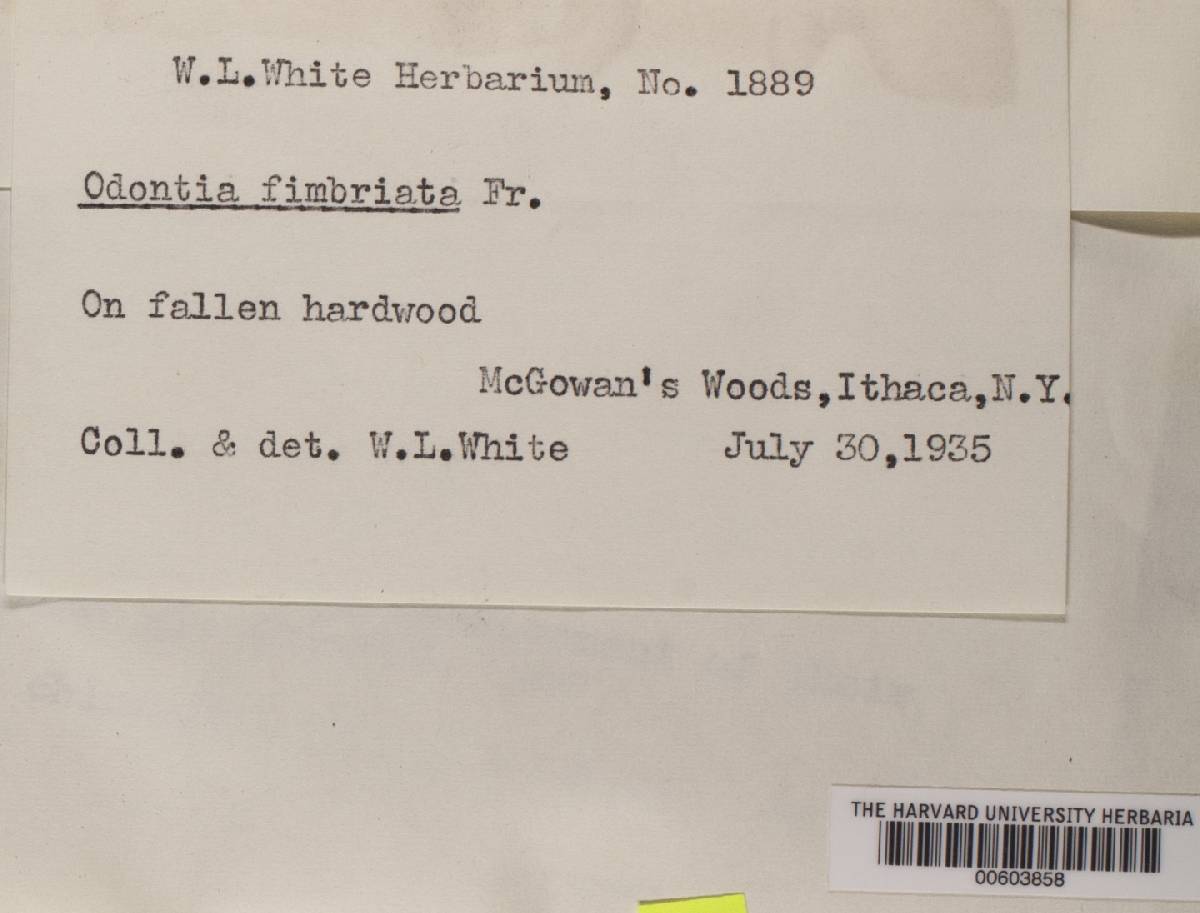 W.L.White Herbarium, No. 1889
Odontia fimbriata Fr.
On fallen hardwood
McGowan's Woods,Ithaca,N.Y.
Coll. & det. W.L.White July 30,1935
THE HARVARD UNIVERSITY HERBARIA
00603858